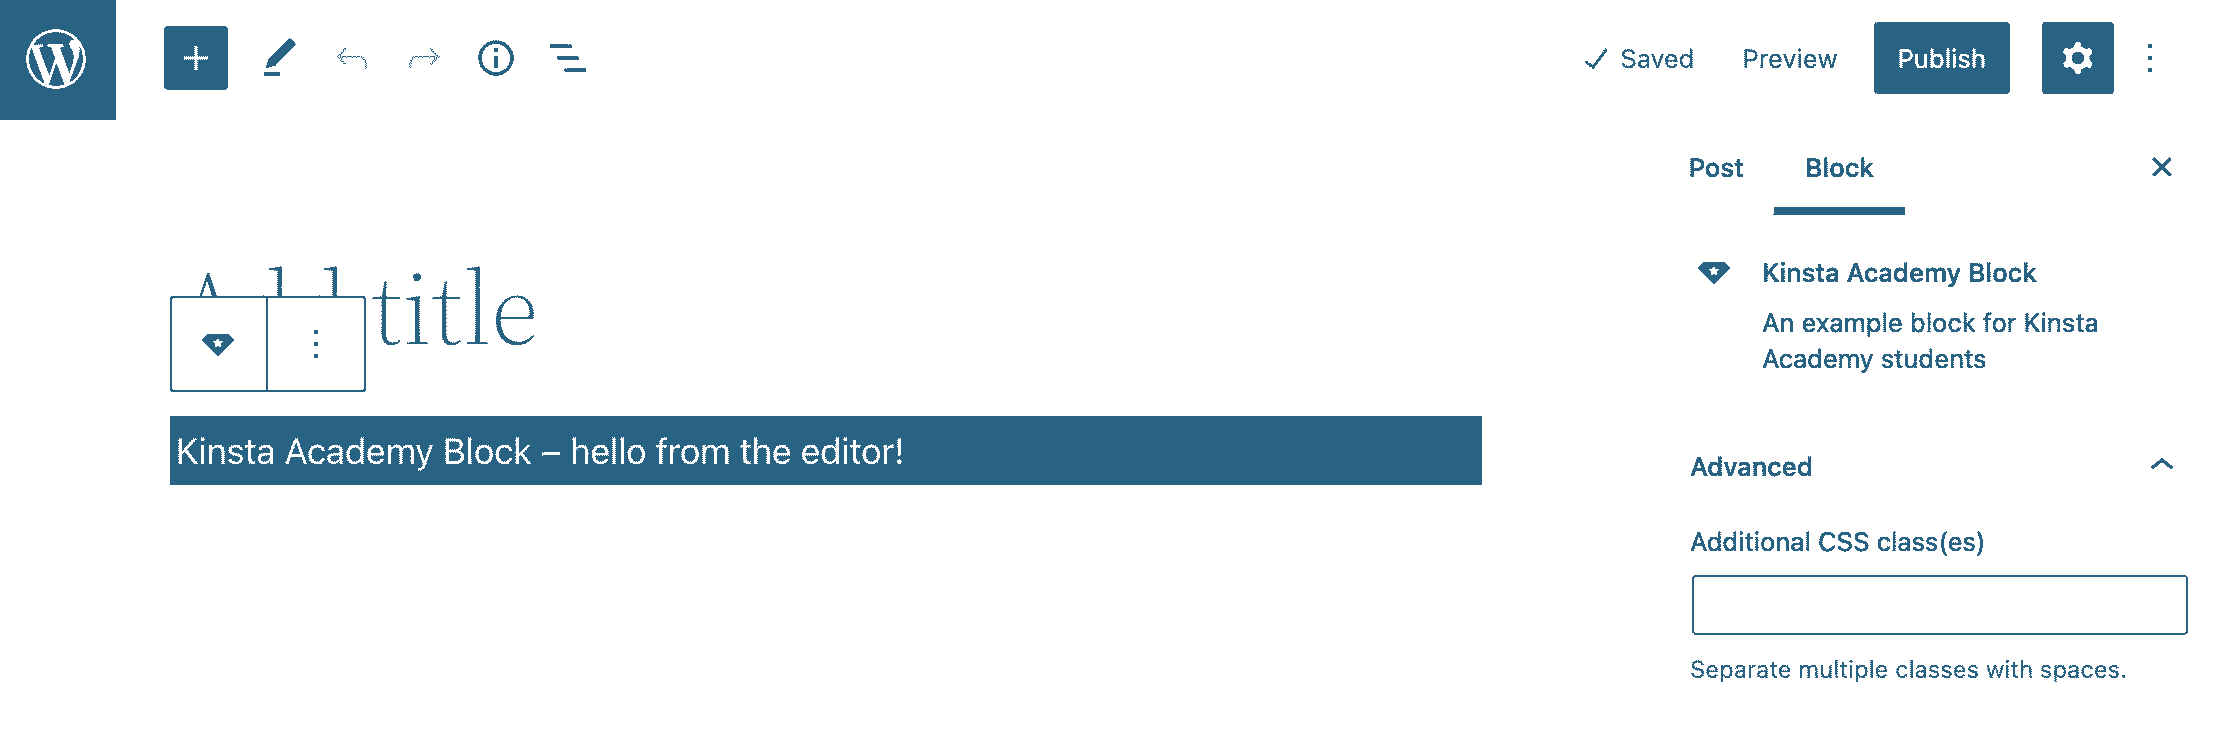 Saved Preview Publish
Post Block
Add title
Kinsta Academy Block
An example block for Kinsta
Academy students
Kinsta Academy Block – hello from the editor!
Advanced
Additional CSS class(es)
Separate multiple classes with spaces.